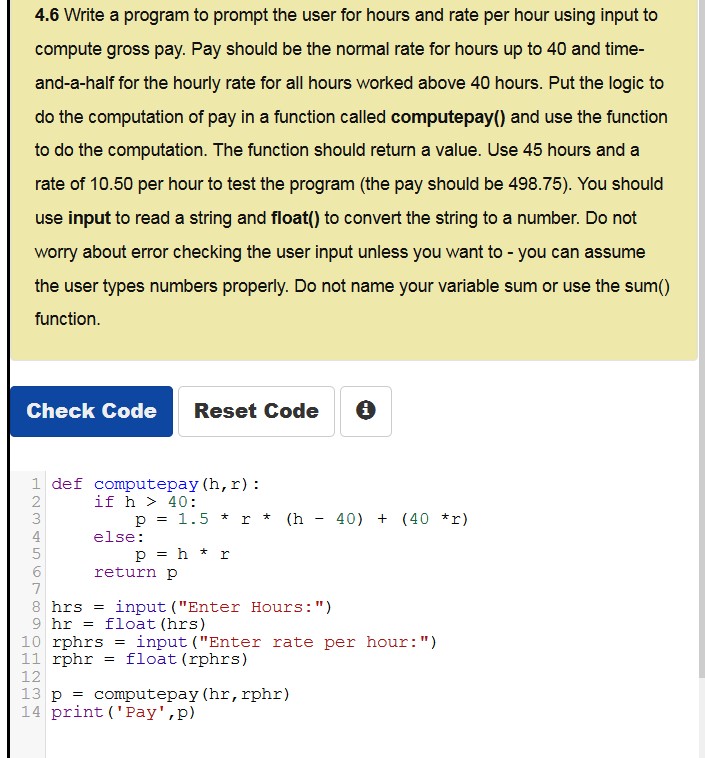 4.6 Write a program to prompt the user for hours and rate per hour using input to
compute gross pay. Pay should be the normal rate for hours up to 40 and time-
and-a-half for the hourly rate for all hours worked above 40 hours. Put the logic to
do the computation of pay in a function called computepay() and use the function
to do the computation. The function should return a value. Use 45 hours and a
rate of 10.50 per hour to test the program (the pay should be 498.75). You should
use input to read a string and float() to convert the string to a number. Do not
worry about error checking the user input unless you want to - you can assume
the user types numbers properly. Do not name your variable sum or use the sum()
function.
Check Code Reset Code i
1 def computepay(h,r):
2     if h > 40:
3         p = 1.5 * r * (h - 40) + (40 *r)
4     else:
5         p = h * r
6     return p
7
8 hrs = input("Enter Hours:")
9 hr = float(hrs)
10 rphrs = input("Enter rate per hour:")
11 rphr = float(rphrs)
12
13 p = computepay(hr,rphr)
14 print('Pay',p)